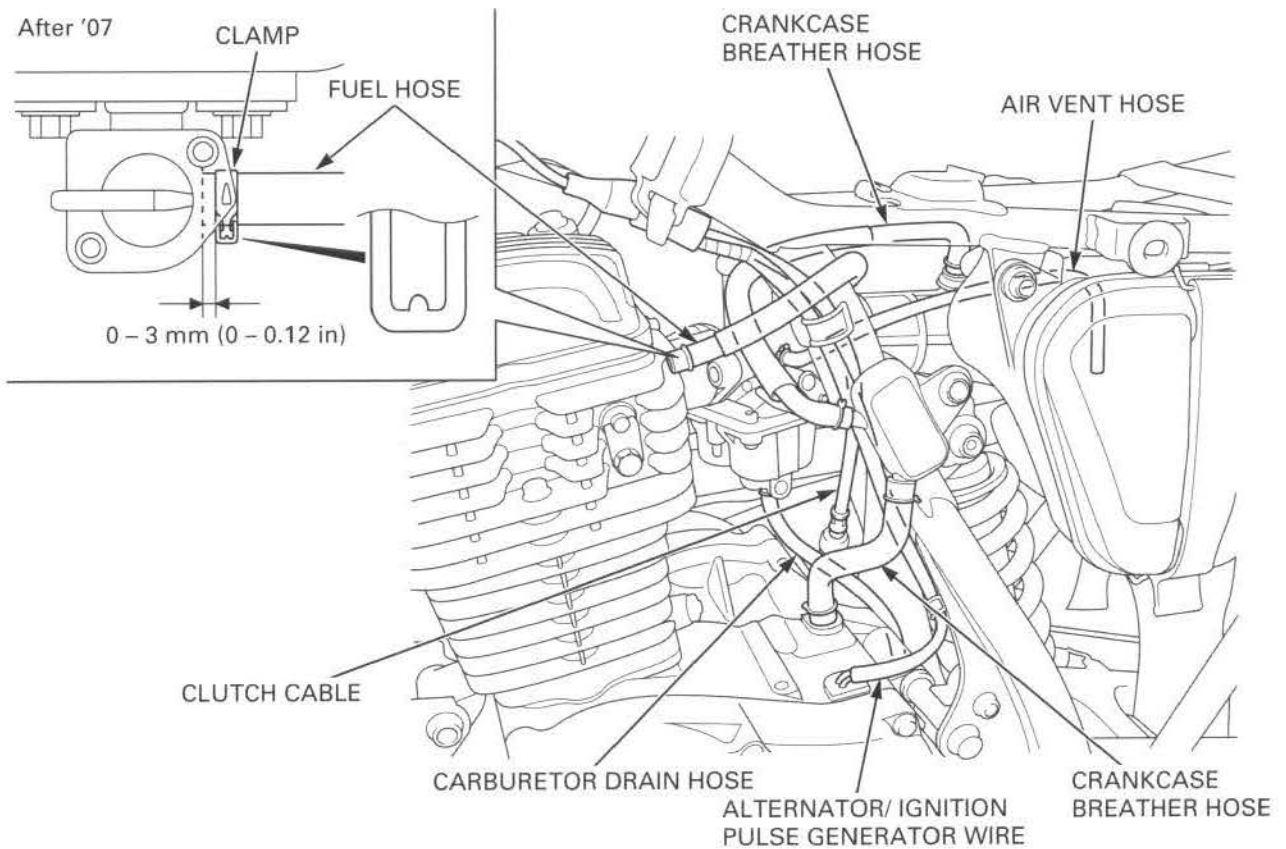 After '07
CLAMP
FUEL HOSE
0 – 3 mm (0 – 0.12 in)
CRANKCASE
BREATHER HOSE
AIR VENT HOSE
CLUTCH CABLE
CARBURETOR DRAIN HOSE
ALTERNATOR/ IGNITION
PULSE GENERATOR WIRE
CRANKCASE
BREATHER HOSE